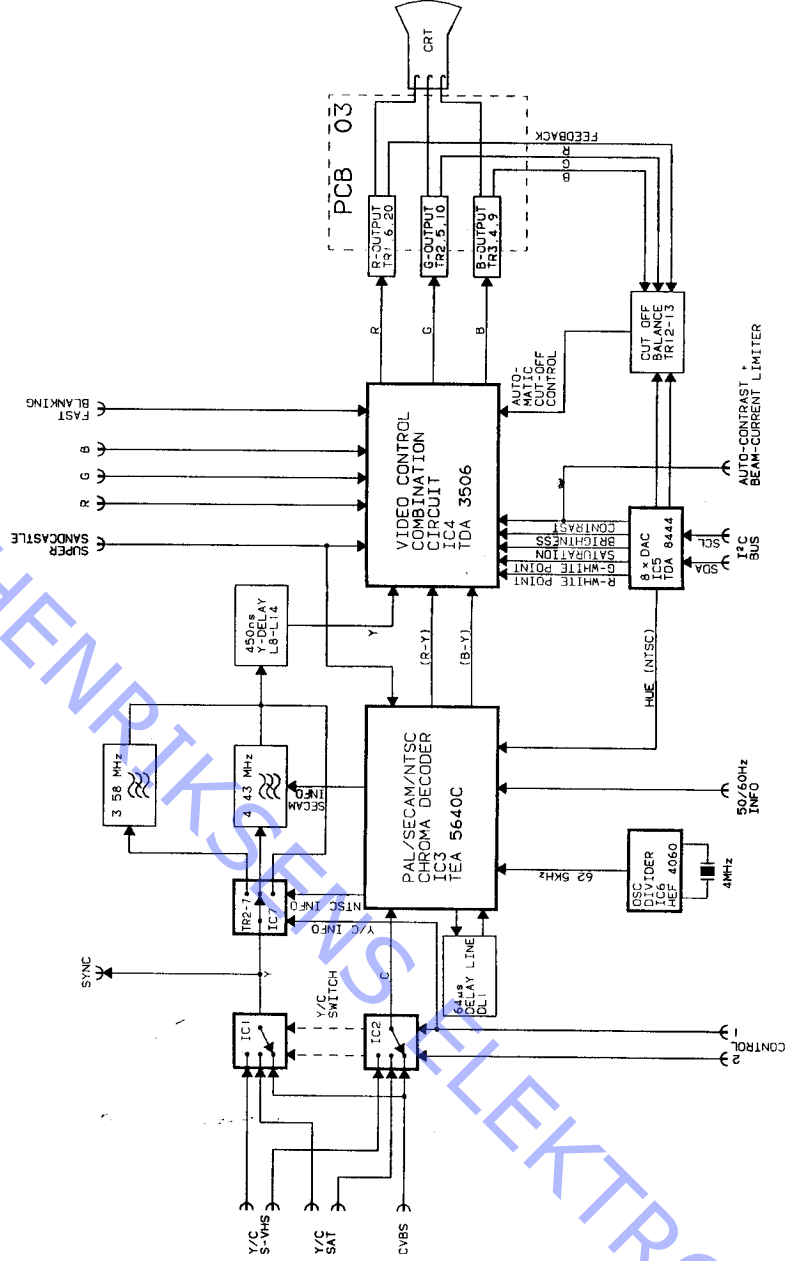 CRT
PCB 03
FEEDBACK
R
G
B
R-OUTPUT
TR1,6,20
G-OUTPUT
TR2,5,10
B-OUTPUT
TR3,4,9
R
G
B
AUTO-
MATIC
CUT-OFF
CONTROL
CUT OFF
BALANCE
TR12-13
AUTO-CONTRAST +
BEAM-CURRENT LIMITER
FAST
BLANKING
B
G
R
SUPER
SANDCASTLE
VIDEO CONTROL
COMBINATION
CIRCUIT
IC4
TDA 3506
CONTRAST
BRIGHTNESS
SATURATION
G-WHITE POINT
R-WHITE POINT
8 x DAC
IC5
TDA 8444
SCL
SDA
I²C
BUS
450ns
Y-DELAY
L8-L14
Y
(R-Y)
(B-Y)
HUE (NTSC)
3 58 MHz
4 43 MHz
SECAM
INFO
PAL/SECAM/NTSC
CHROMA DECODER
IC3
TEA 5640C
50/60Hz
INFO
62 5KHz
OSC
DIVIDER
IC6
HEF 4060
4MHz
TR2-7
IC7
NTSC INFO
Y/C INFO
SYNC
Y
C
64µs
DELAY LINE
DL1
Y/C
SWITCH
IC1
IC2
1
2
CONTROL
Y/C
S-VHS
Y/C
SAT
CVBS
HENRIKSENS ELEKTRO